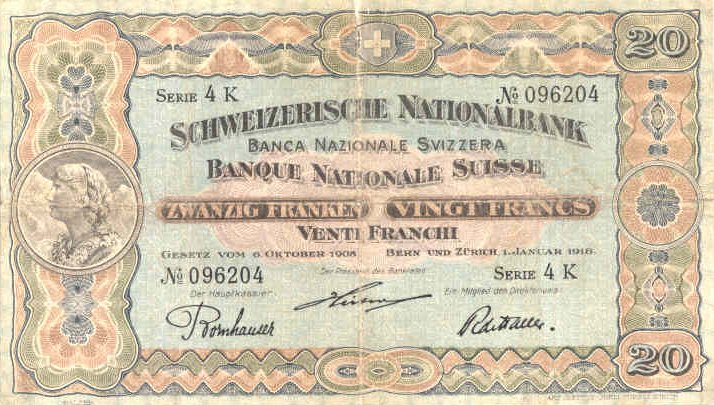 20
SERIE 4 K № 096204
SCHWEIZERISCHE NATIONALBANK
BANCA NAZIONALE SVIZZERA
BANQUE NATIONALE SUISSE
ZWANZIG FRANKEN VINGT FRANCS
VENTI FRANCHI
GESETZ VOM 6. OKTOBER 1905 BERN UND ZÜRICH 1. JANUAR 1918.
№ 096204 Der Präsident des Bankrates SERIE 4 K
Der Hauptkassier. Ein Mitglied des Direktoriums.
Bornhauser
20